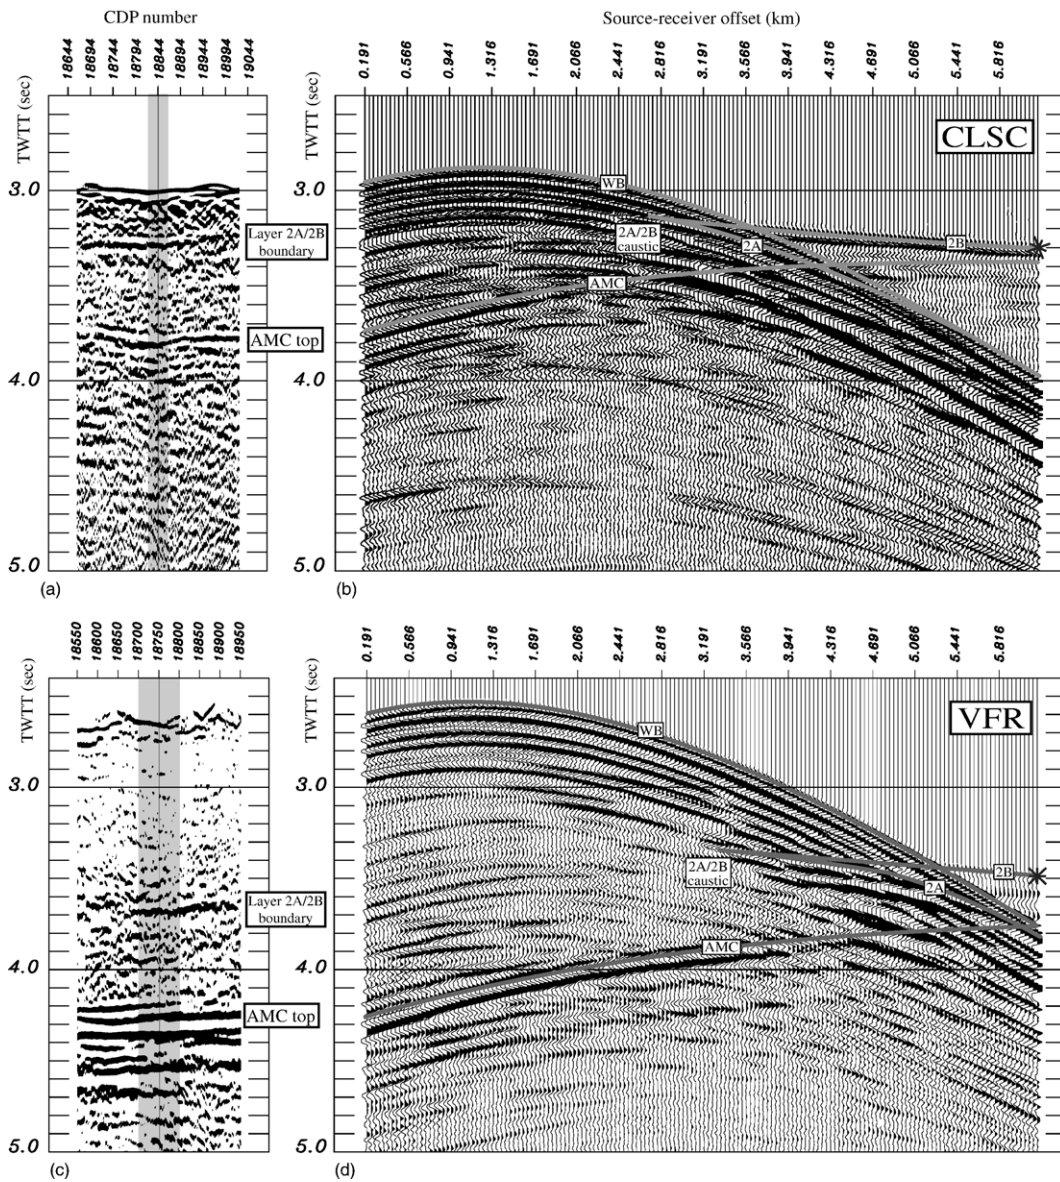 CDP number
Source-receiver offset (km)
18644 18694 18744 18794 18844 18894 18944 18994 19044
0.191 0.566 0.941 1.316 1.691 2.066 2.441 2.816 3.191 3.566 3.941 4.316 4.691 5.066 5.441 5.816
TWTT (sec)
TWTT (sec)
CLSC
3.0
3.0
WB
Layer 2A/2B
boundary
2A/2B
caustic
2A
2B
AMC
AMC top
4.0
4.0
5.0
5.0
(a)
(b)
18550 18600 18650 18700 18750 18800 18850 18900 18950
0.191 0.566 0.941 1.316 1.691 2.066 2.441 2.816 3.191 3.566 3.941 4.316 4.691 5.066 5.441 5.816
TWTT (sec)
TWTT (sec)
VFR
WB
3.0
3.0
2A/2B
caustic
2B
2A
Layer 2A/2B
boundary
AMC
4.0
4.0
AMC top
5.0
5.0
(c)
(d)